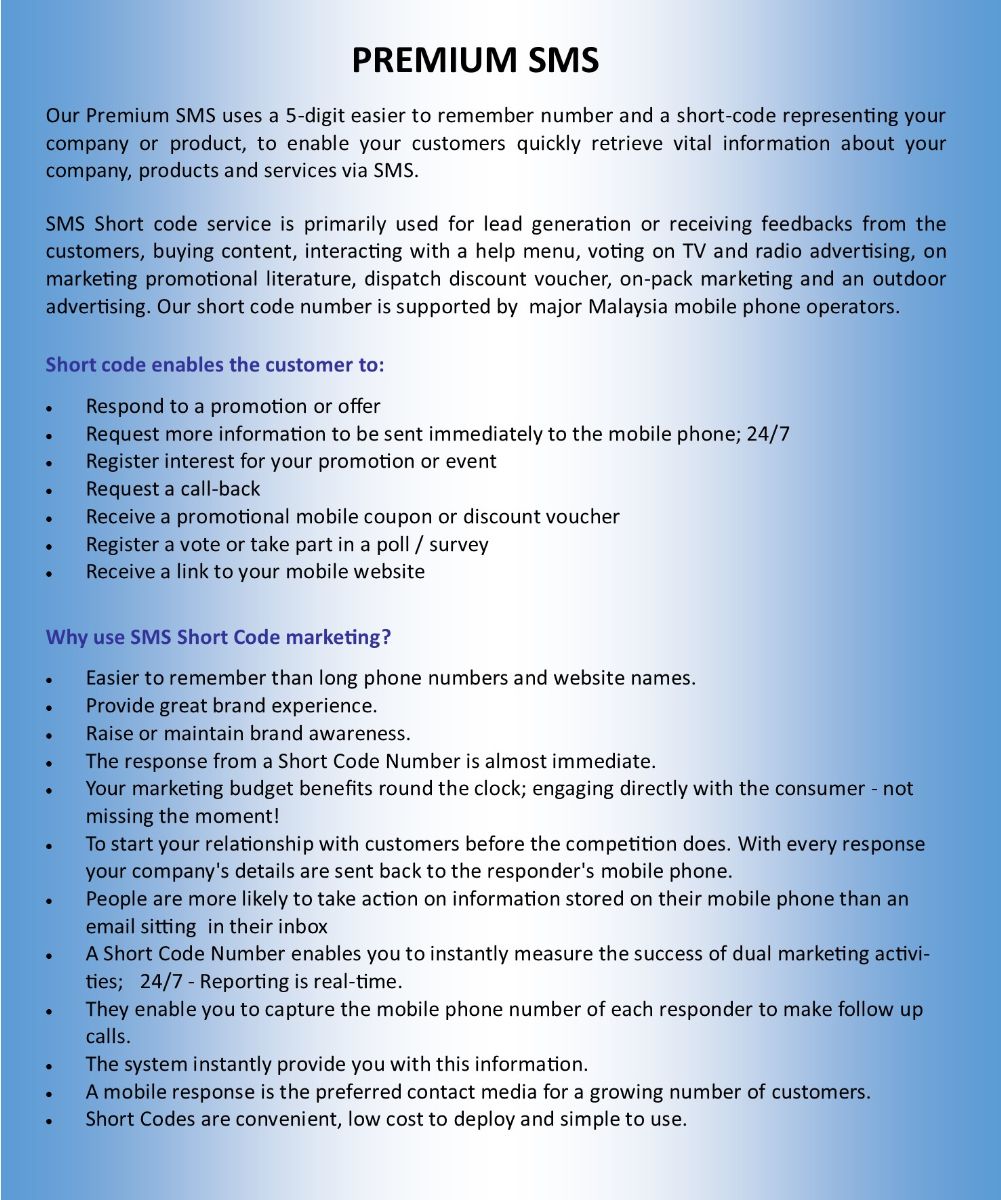 PREMIUM SMS
Our Premium SMS uses a 5-digit easier to remember number and a short-code representing your
company or product, to enable your customers quickly retrieve vital information about your
company, products and services via SMS.
SMS Short code service is primarily used for lead generation or receiving feedbacks from the
customers, buying content, interacting with a help menu, voting on TV and radio advertising, on
marketing promotional literature, dispatch discount voucher, on-pack marketing and an outdoor
advertising. Our short code number is supported by  major Malaysia mobile phone operators.
Short code enables the customer to:
• Respond to a promotion or offer
• Request more information to be sent immediately to the mobile phone; 24/7
• Register interest for your promotion or event
• Request a call-back
• Receive a promotional mobile coupon or discount voucher
• Register a vote or take part in a poll / survey
• Receive a link to your mobile website
Why use SMS Short Code marketing?
• Easier to remember than long phone numbers and website names.
• Provide great brand experience.
• Raise or maintain brand awareness.
• The response from a Short Code Number is almost immediate.
• Your marketing budget benefits round the clock; engaging directly with the consumer - not
missing the moment!
• To start your relationship with customers before the competition does. With every response
your company's details are sent back to the responder's mobile phone.
• People are more likely to take action on information stored on their mobile phone than an
email sitting  in their inbox
• A Short Code Number enables you to instantly measure the success of dual marketing activi-
ties;   24/7 - Reporting is real-time.
• They enable you to capture the mobile phone number of each responder to make follow up
calls.
• The system instantly provide you with this information.
• A mobile response is the preferred contact media for a growing number of customers.
• Short Codes are convenient, low cost to deploy and simple to use.